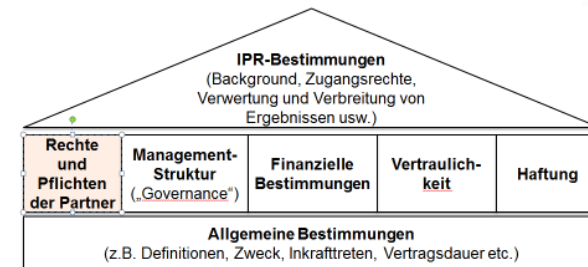 IPR-Bestimmungen
(Background, Zugangsrechte,
Verwertung und Verbreitung von
Ergebnissen usw.)
Rechte
und
Pflichten
der Partner
Management-
Struktur
(„Governance“)
Finanzielle
Bestimmungen
Vertraulich-
keit
Haftung
Allgemeine Bestimmungen
(z.B. Definitionen, Zweck, Inkrafttreten, Vertragsdauer etc.)